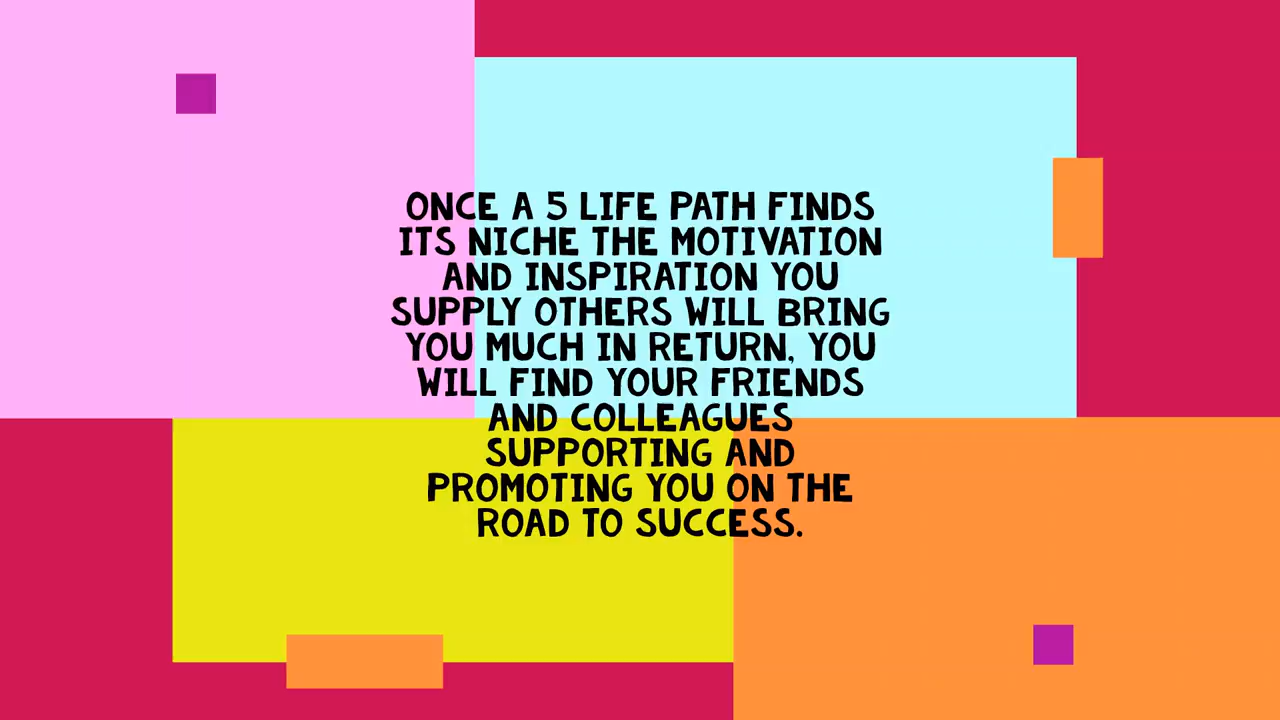 ONCE A 5 LIFE PATH FINDS
ITS NICHE THE MOTIVATION
AND INSPIRATION YOU
SUPPLY OTHERS WILL BRING
YOU MUCH IN RETURN, YOU
WILL FIND YOUR FRIENDS
AND COLLEAGUES
SUPPORTING AND
PROMOTING YOU ON THE
ROAD TO SUCCESS.